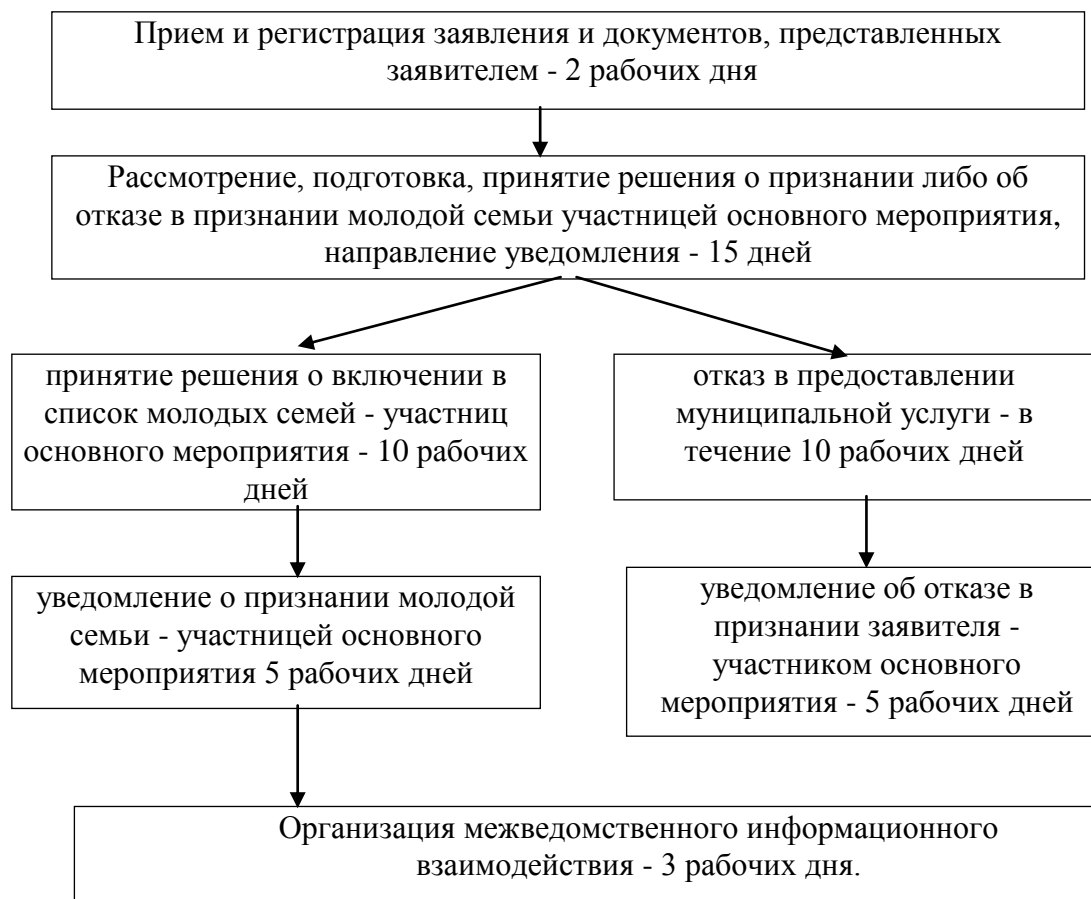 Прием и регистрация заявления и документов, представленных
заявителем - 2 рабочих дня
Рассмотрение, подготовка, принятие решения о признании либо об
отказе в признании молодой семьи участницей основного мероприятия,
направление уведомления - 15 дней
принятие решения о включении в
список молодых семей - участниц
основного мероприятия - 10 рабочих
дней
отказ в предоставлении
муниципальной услуги - в
течение 10 рабочих дней
уведомление о признании молодой
семьи - участницей основного
мероприятия 5 рабочих дней
уведомление об отказе в
признании заявителя -
участником основного
мероприятия - 5 рабочих дней
Организация межведомственного информационного
взаимодействия - 3 рабочих дня.